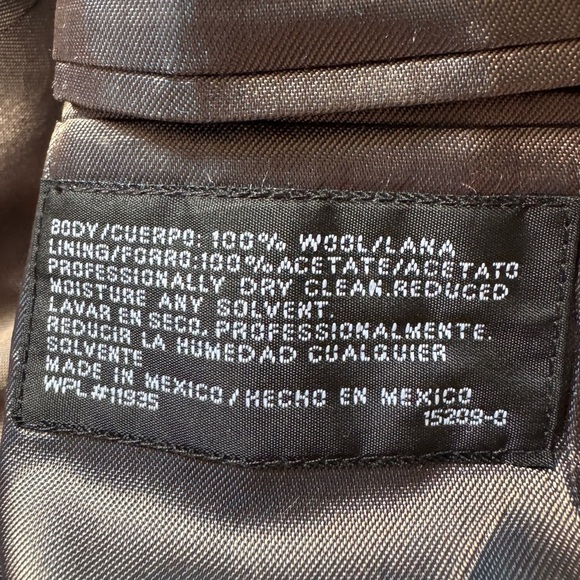 BODY/CUERPO: 100% WOOL/LANA
LINING/FORRO:100% ACETATE/ACETATO
PROFESSIONALLY DRY CLEAN.REDUCED
MOISTURE ANY SOLVENT.
LAVAR EN SECO. PROFESSIONALMENTE.
REDUCIR LA HUMEDAD CUALQUIER
SOLVENTE
MADE IN MEXICO/HECHO EN MEXICO
WPL#11935 15209-0